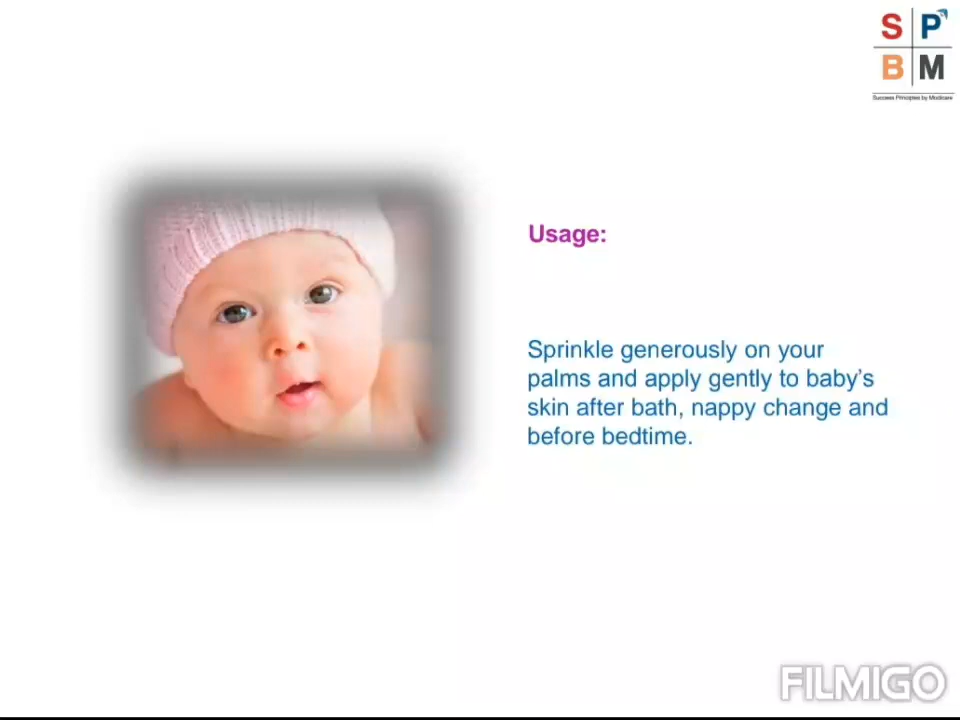 S P
B M
Success Principles by Modicare
Usage:
Sprinkle generously on your
palms and apply gently to baby’s
skin after bath, nappy change and
before bedtime.
FILMIGO